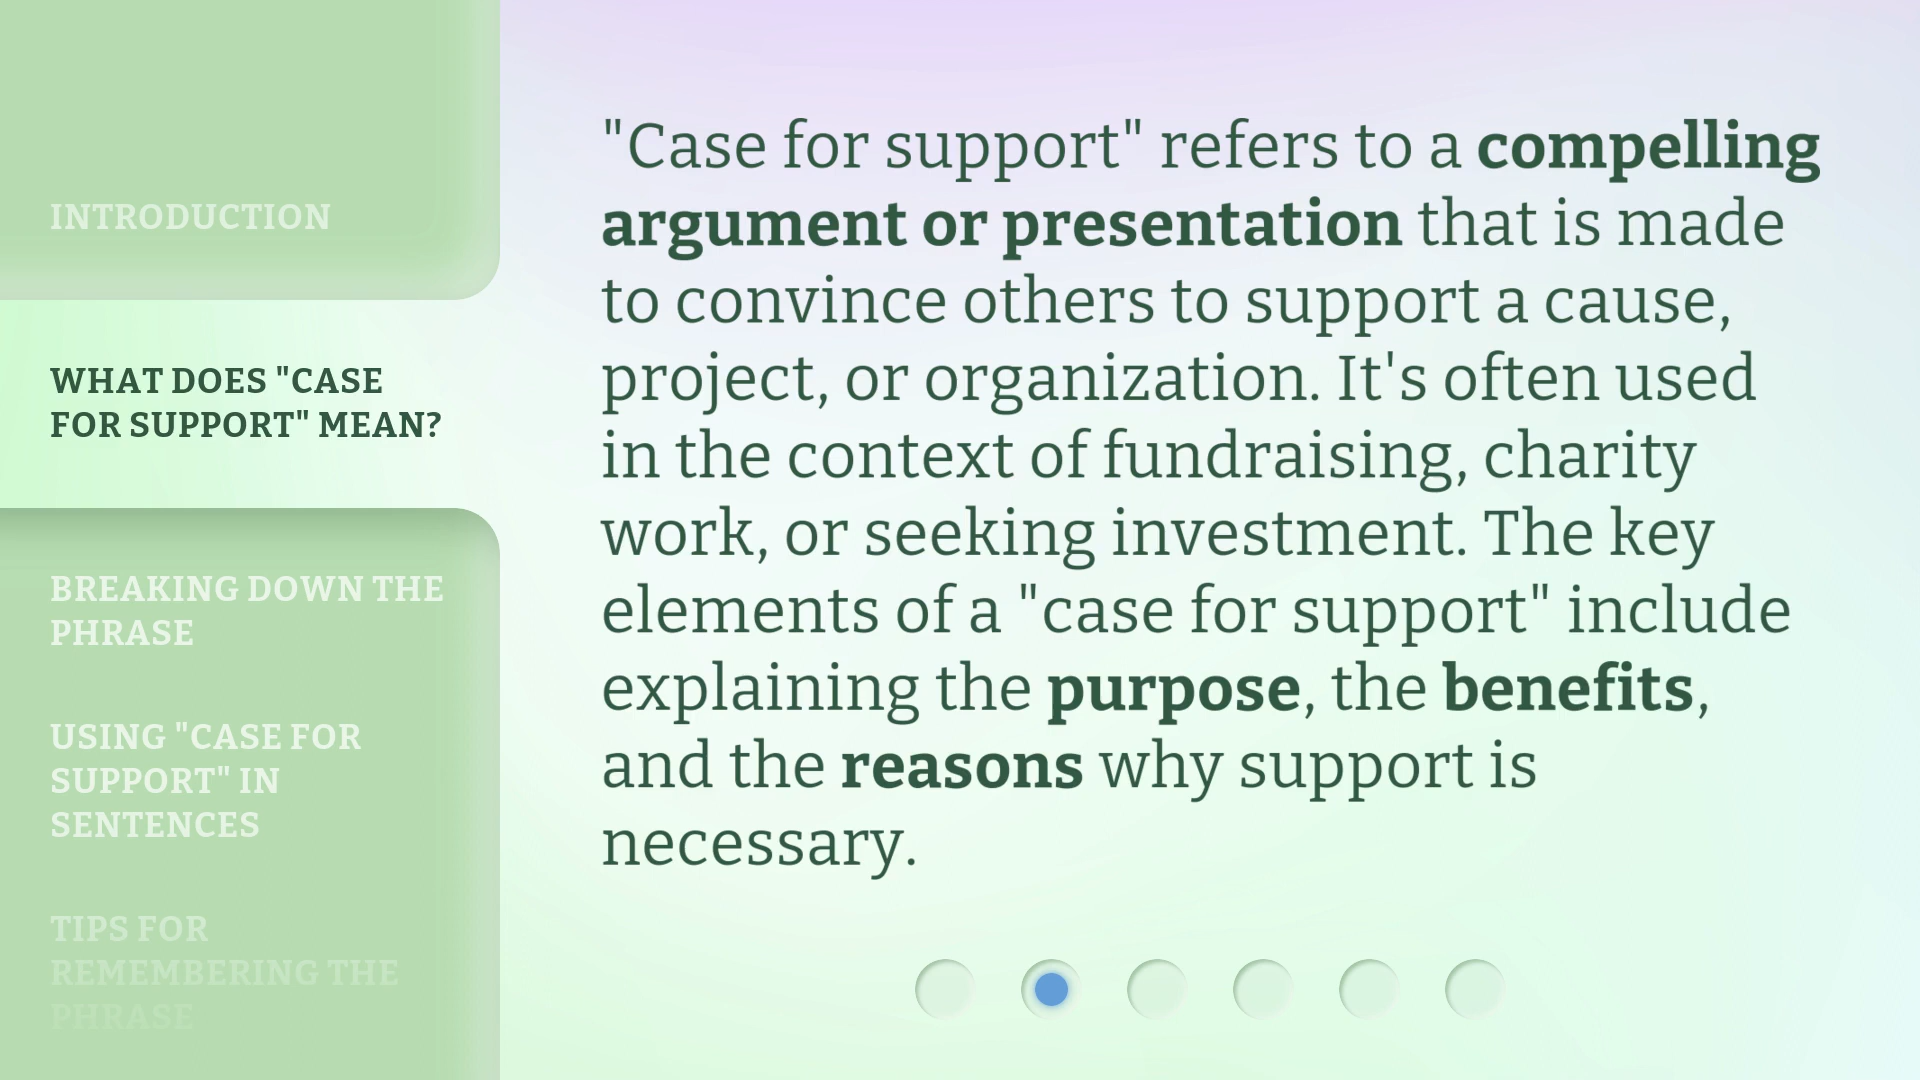 INTRODUCTION
WHAT DOES "CASE
FOR SUPPORT" MEAN?
BREAKING DOWN THE
PHRASE
USING "CASE FOR
SUPPORT" IN
SENTENCES
TIPS FOR
REMEMBERING THE
PHRASE
"Case for support" refers to a compelling
argument or presentation that is made
to convince others to support a cause,
project, or organization. It's often used
in the context of fundraising, charity
work, or seeking investment. The key
elements of a "case for support" include
explaining the purpose, the benefits,
and the reasons why support is
necessary.